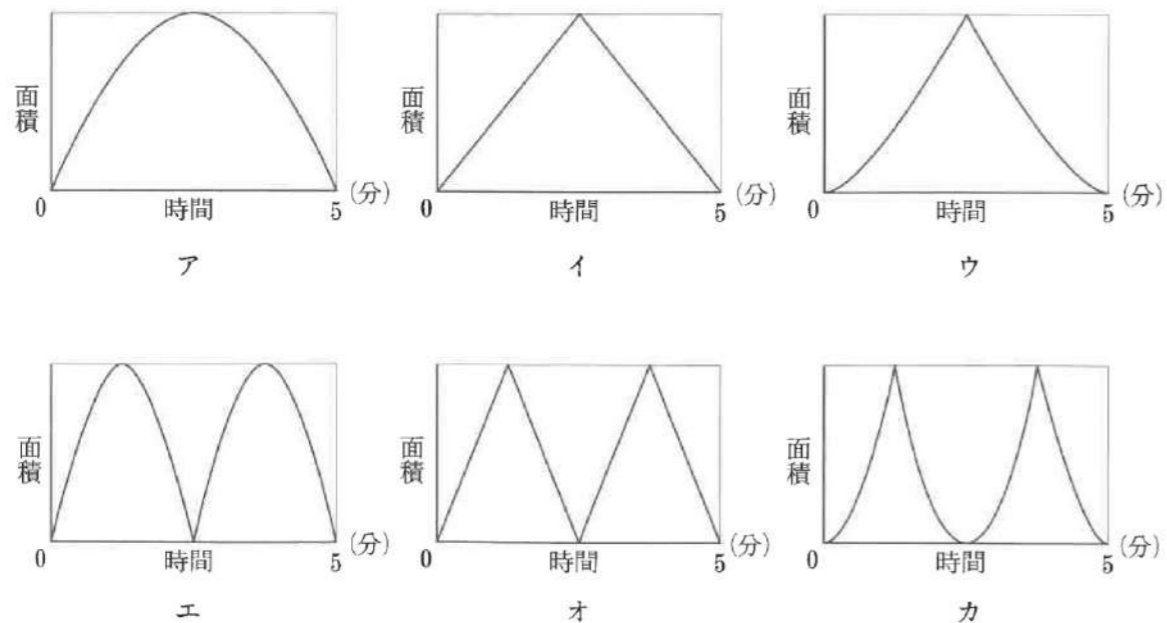 面積 面積 面積
0 時間 5 (分) 0 時間 5 (分) 0 時間 5 (分)
ア イ ウ
面積 面積 面積
0 時間 5 (分) 0 時間 5 (分) 0 時間 5 (分)
エ オ カ